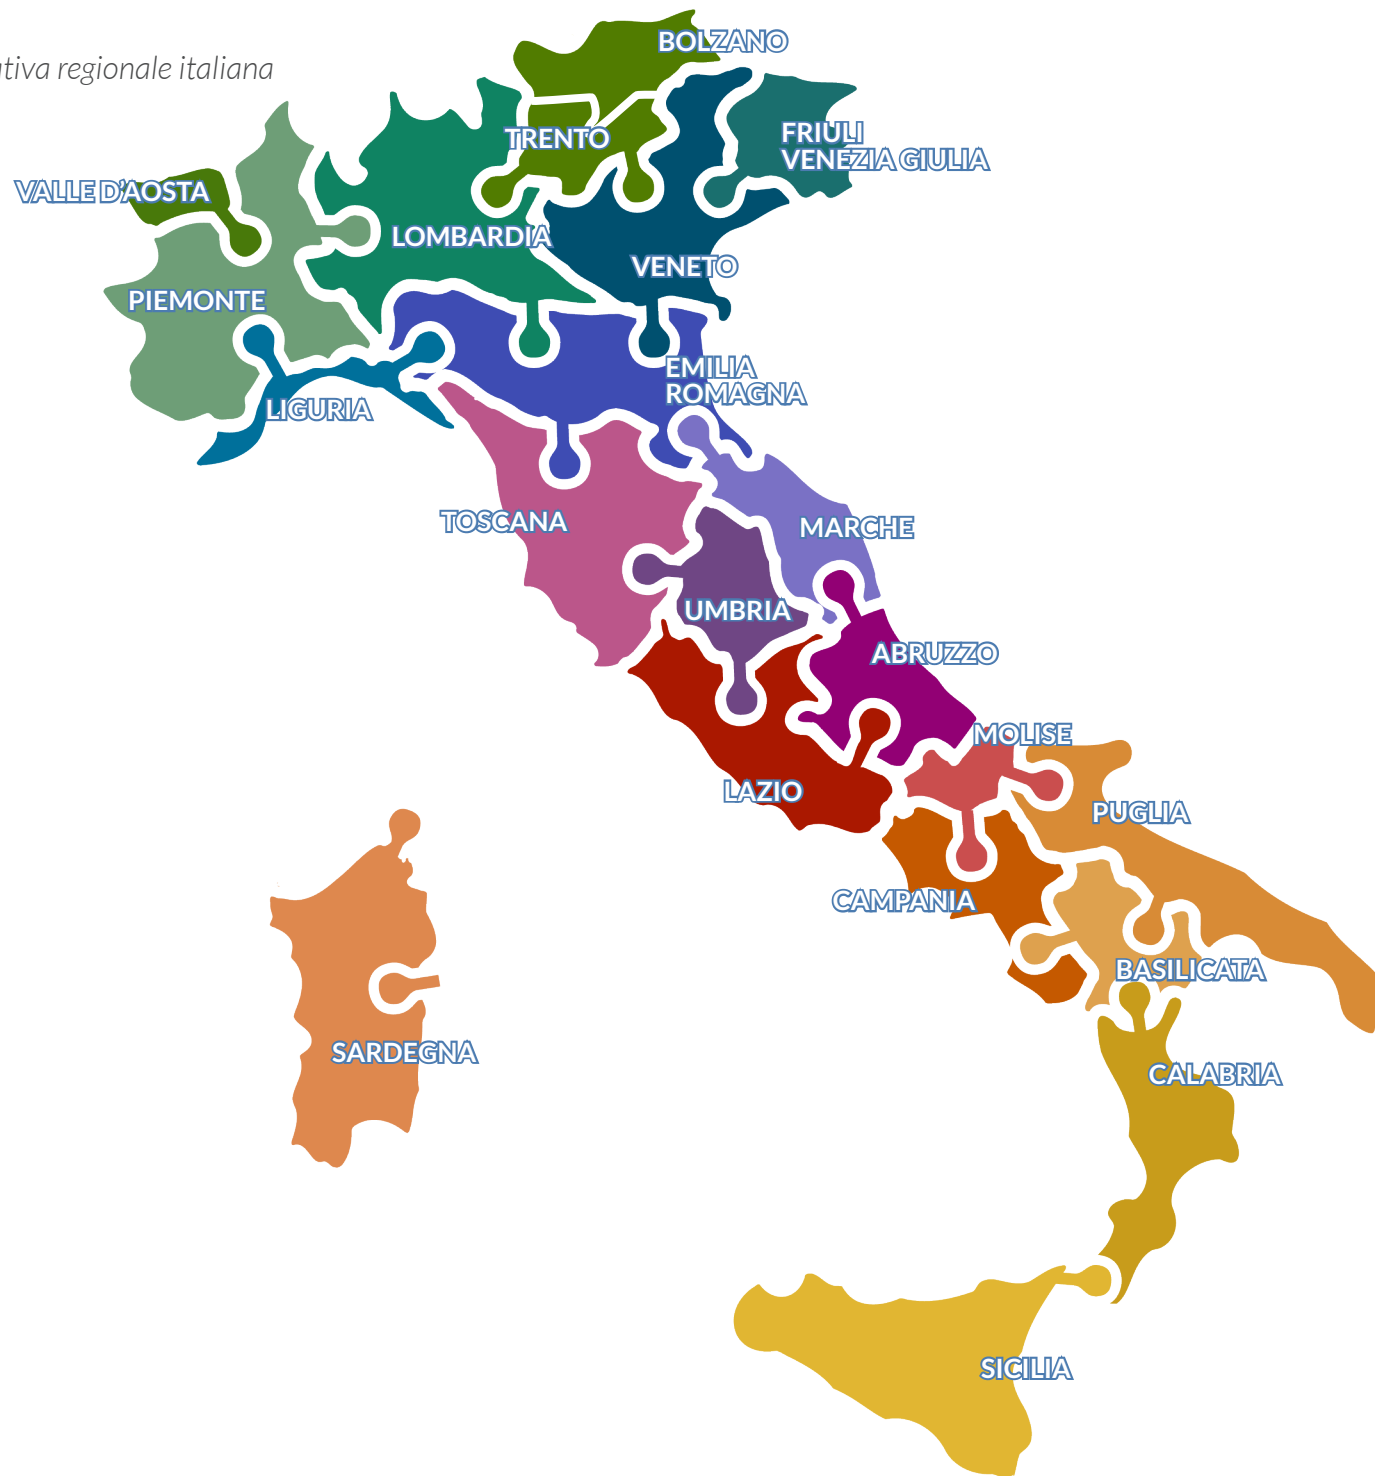 BOLZANO
ativa regionale italiana
TRENTO
FRIULI
VENEZIA GIULIA
VALLE D'AOSTA
LOMBARDIA
VENETO
PIEMONTE
EMILIA
ROMAGNA
LIGURIA
TOSCANA
MARCHE
UMBRIA
ABRUZZO
MOLISE
LAZIO
PUGLIA
CAMPANIA
BASILICATA
SARDEGNA
CALABRIA
SICILIA